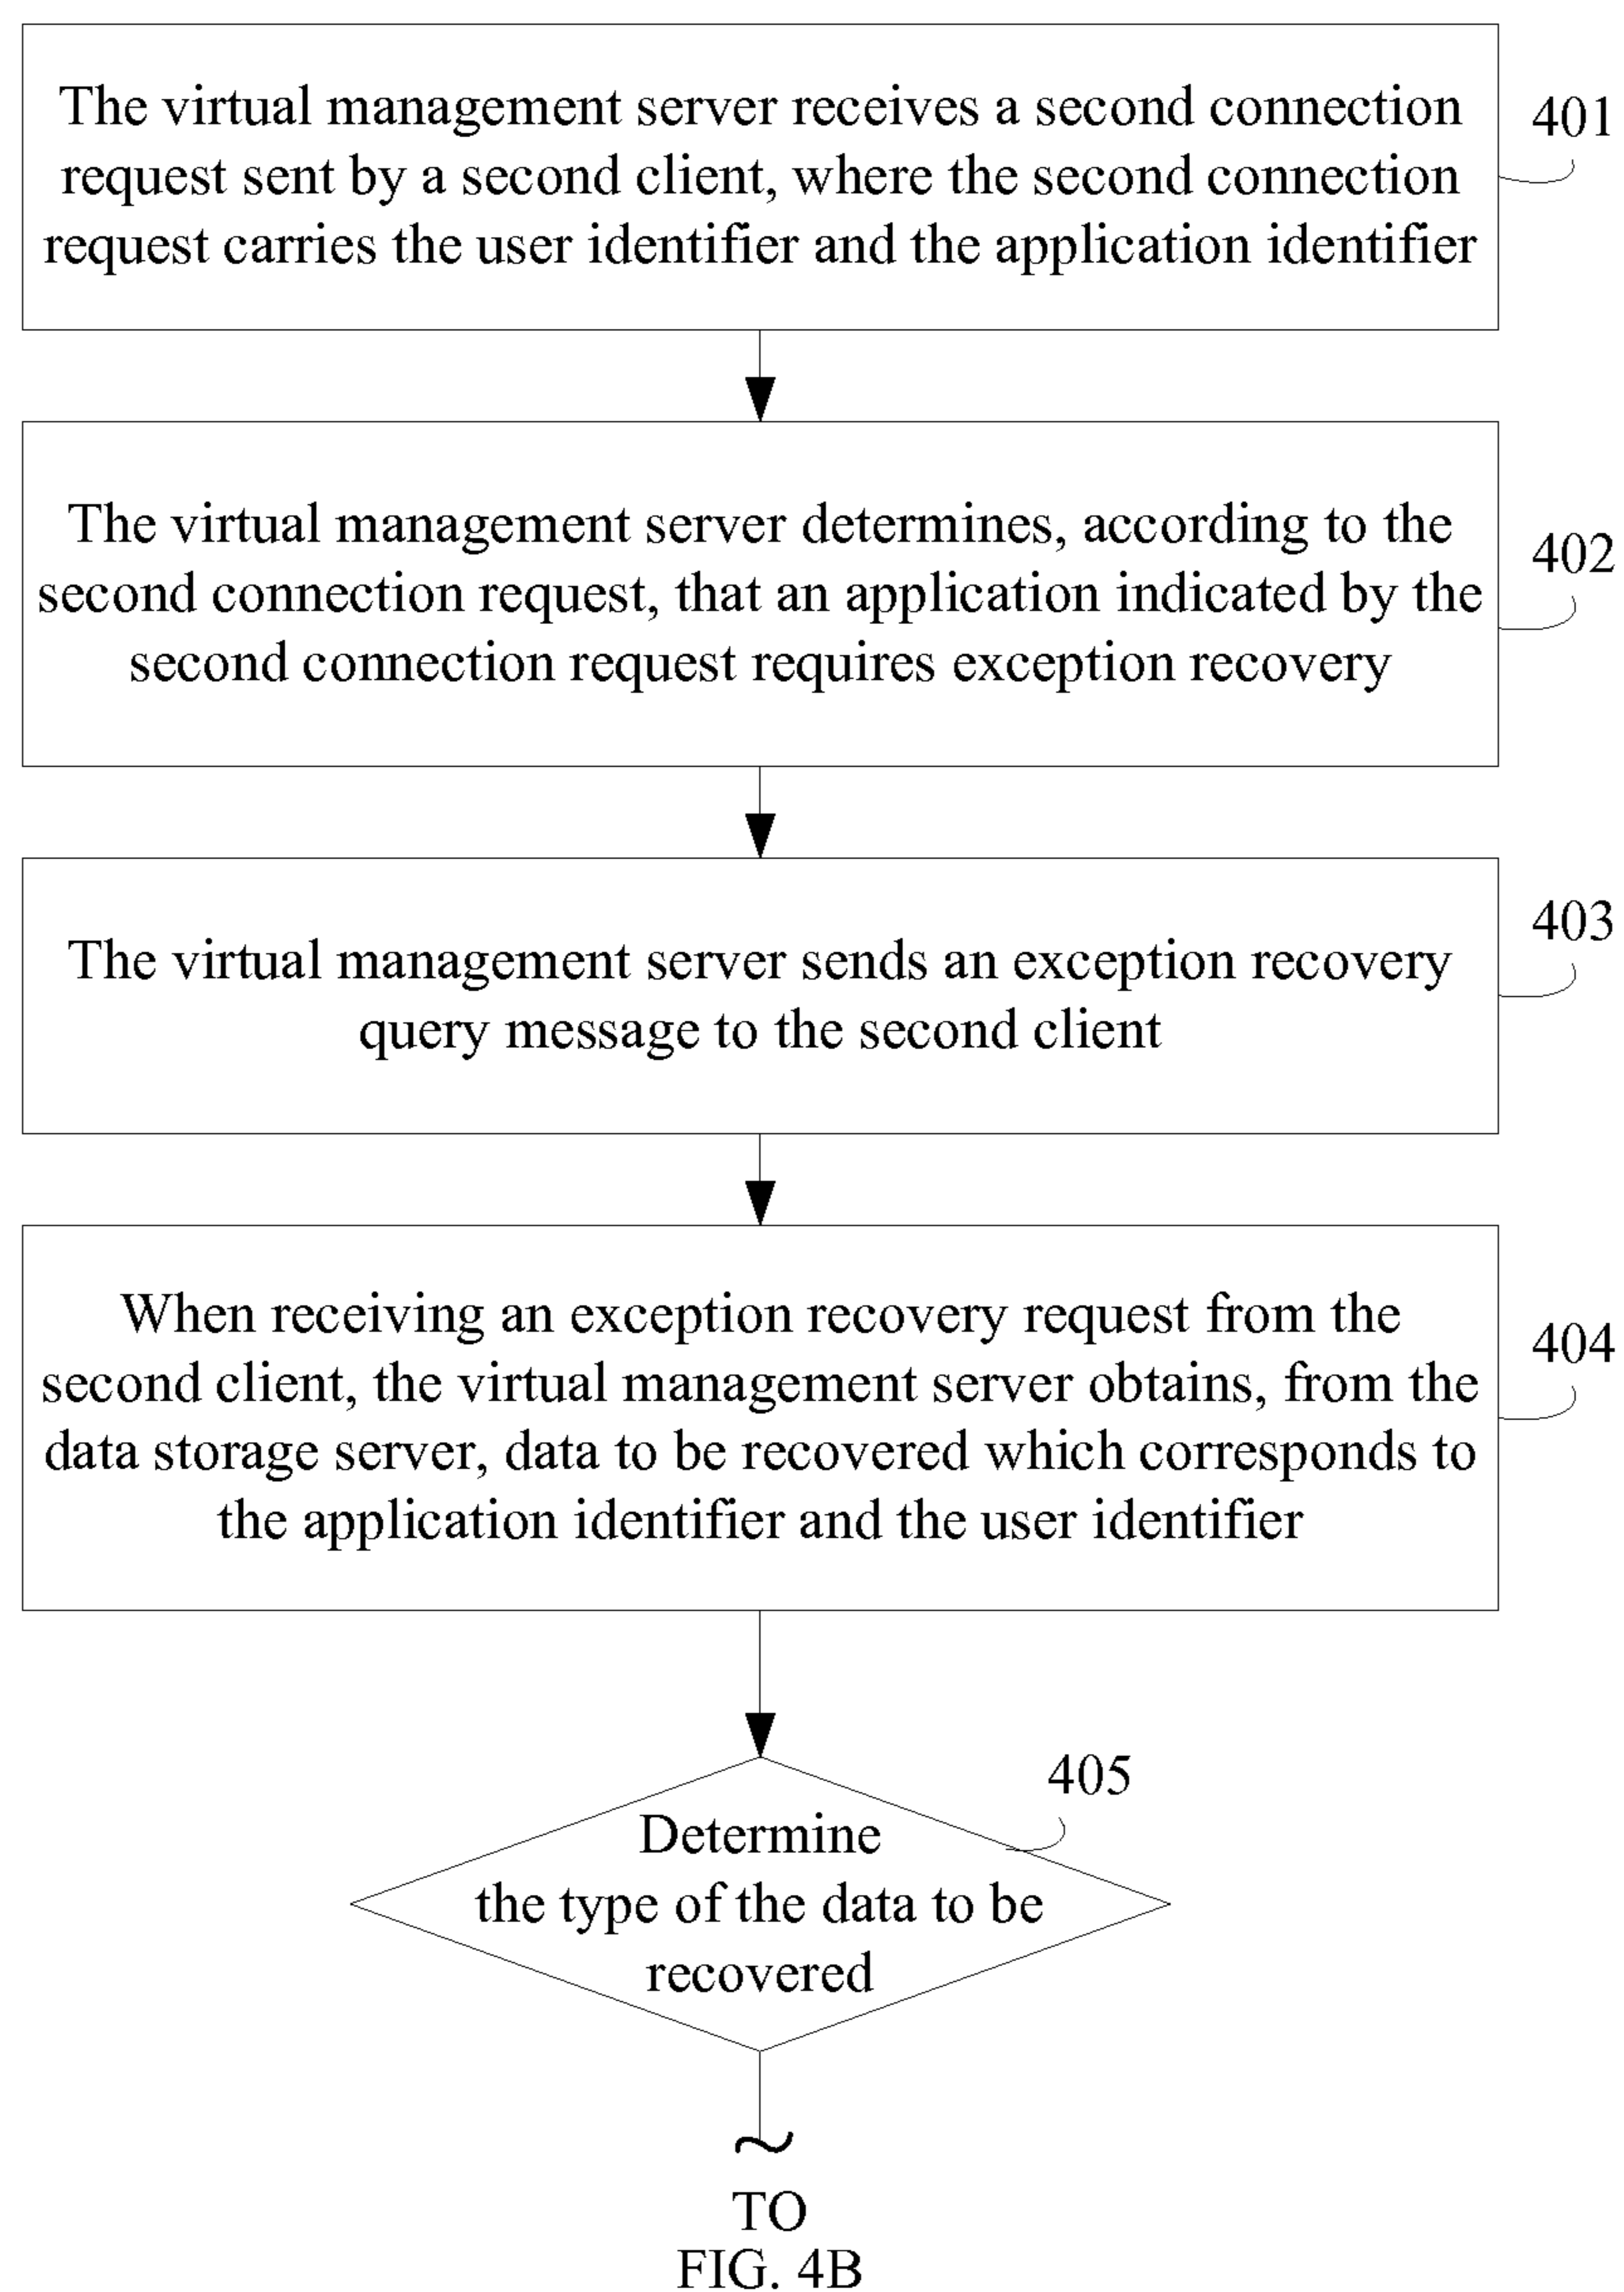 The virtual management server receives a second connection
request sent by a second client, where the second connection
request carries the user identifier and the application identifier
401
The virtual management server determines, according to the
second connection request, that an application indicated by the
second connection request requires exception recovery
402
The virtual management server sends an exception recovery
query message to the second client
403
When receiving an exception recovery request from the
second client, the virtual management server obtains, from the
data storage server, data to be recovered which corresponds to
the application identifier and the user identifier
404
405
Determine
the type of the data to be
recovered
TO
FIG. 4B